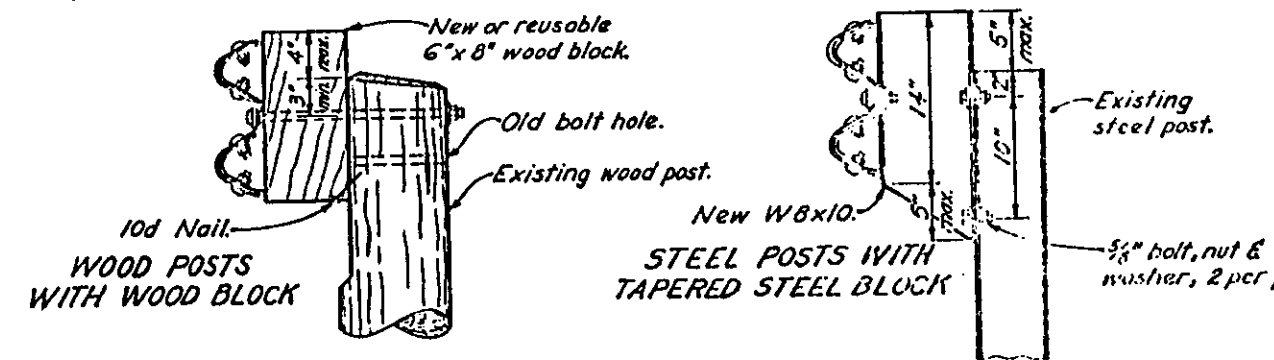 New or reusable
6"x 8" wood block.
4"
max.
3"
min.
Old bolt hole.
Existing wood post.
10d Nail.
WOOD POSTS
WITH WOOD BLOCK
5"
max.
14"
2"
10"
Existing
steel post.
5"
max.
New W8x10.
5/8" bolt, nut &
washer, 2 per
STEEL POSTS WITH
TAPERED STEEL BLOCK